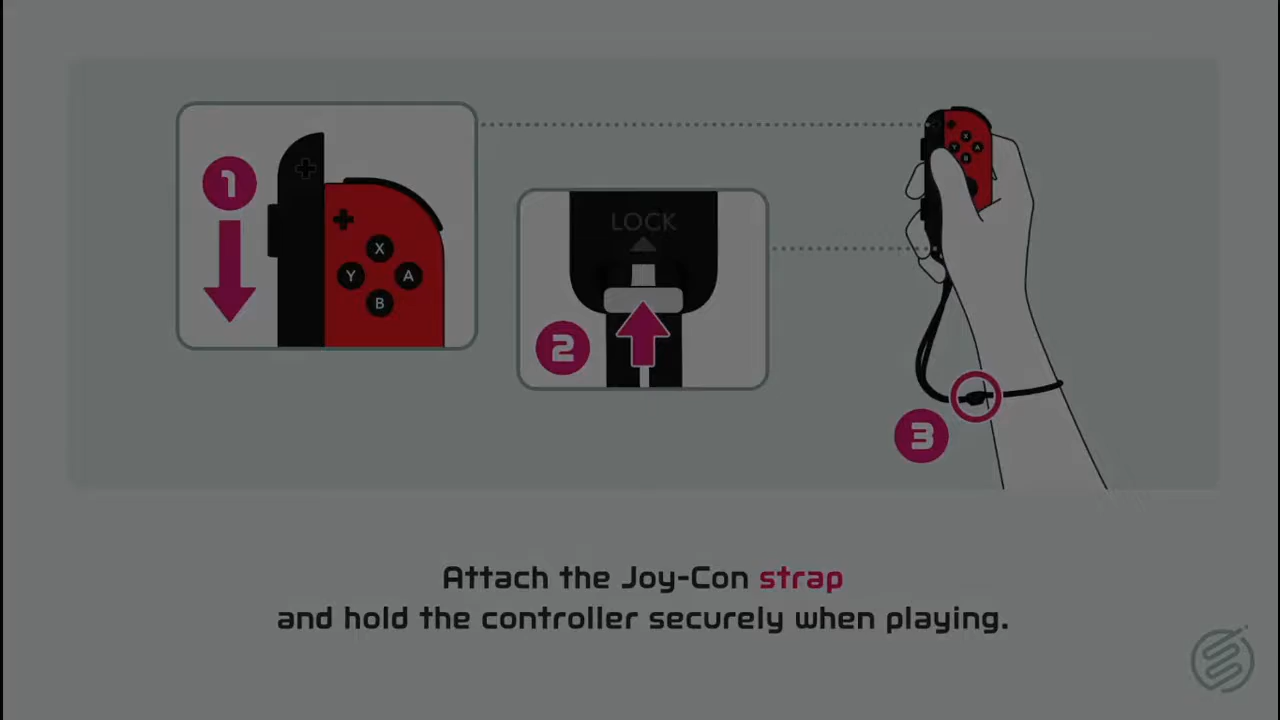 1
X
Y
A
B
LOCK
2
X
Y
A
B
3
Attach the Joy-Con strap
and hold the controller securely when playing.